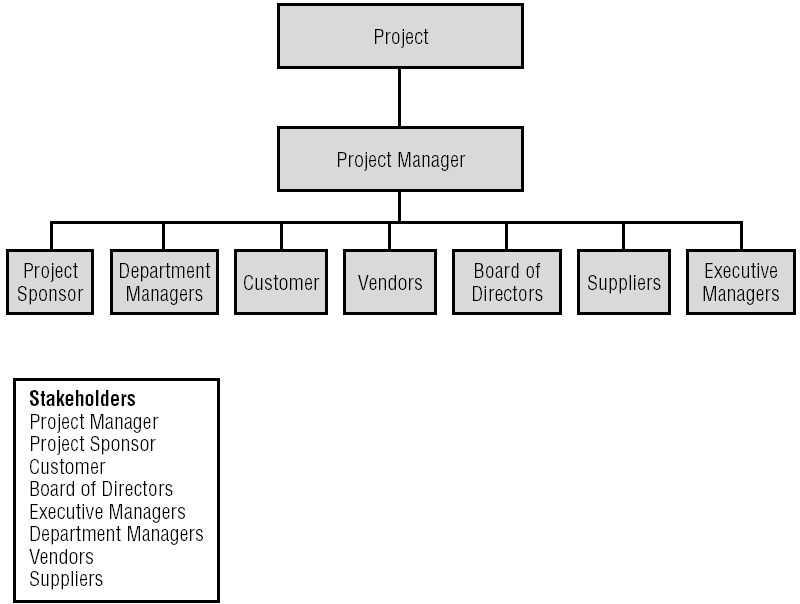 Project
Project Manager
Project
Sponsor
Department
Managers
Customer
Vendors
Board of
Directors
Suppliers
Executive
Managers
Stakeholders
Project Manager
Project Sponsor
Customer
Board of Directors
Executive Managers
Department Managers
Vendors
Suppliers